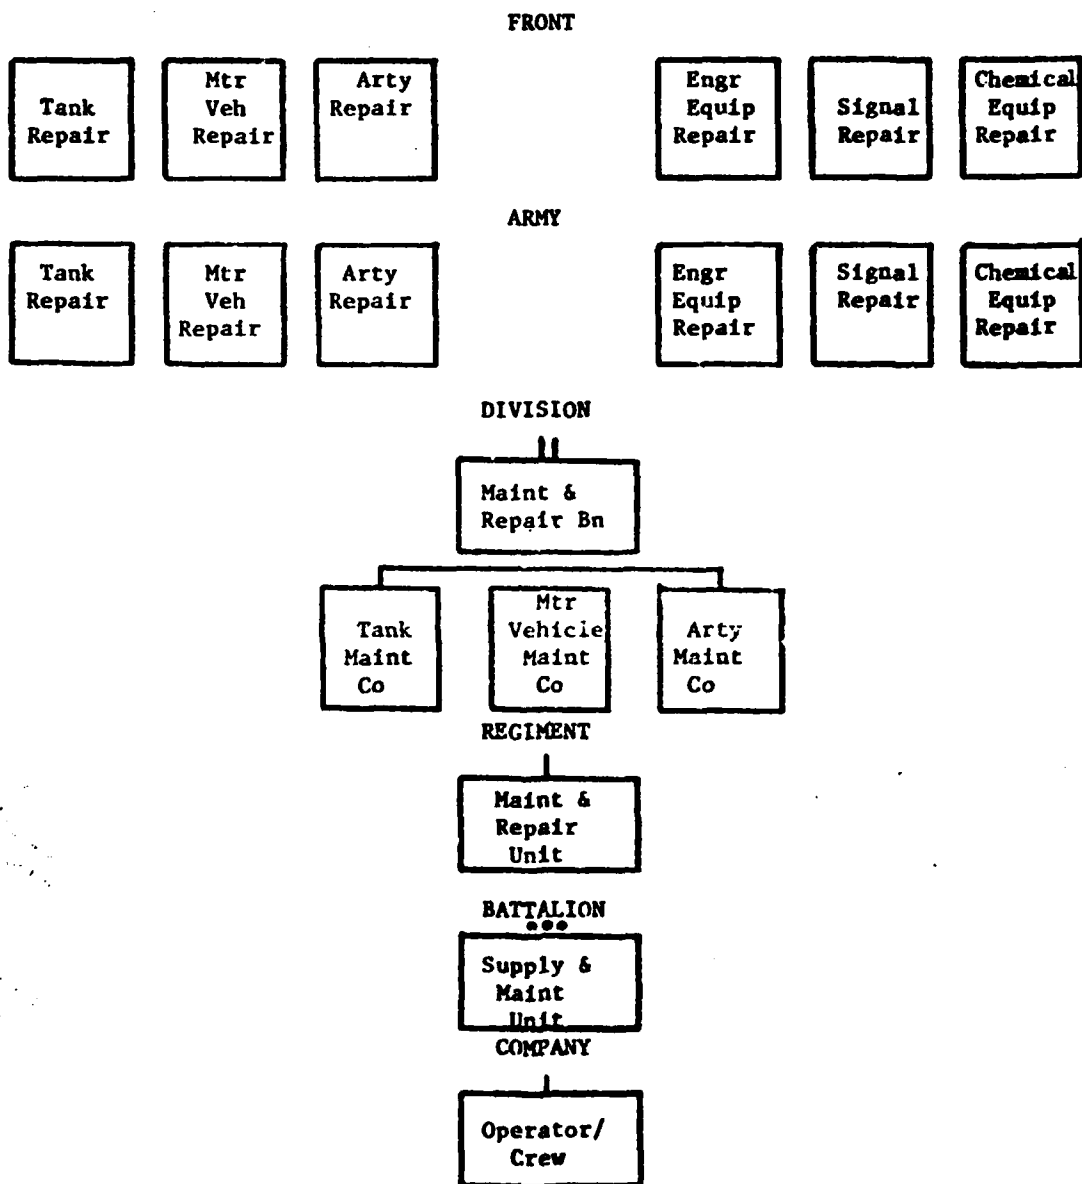 FRONT
Tank
Repair
Mtr
Veh
Repair
Arty
Repair
Engr
Equip
Repair
Signal
Repair
Chemical
Equip
Repair
ARMY
Tank
Repair
Mtr
Veh
Repair
Arty
Repair
Engr
Equip
Repair
Signal
Repair
Chemical
Equip
Repair
DIVISION
Maint &
Repair Bn
Tank
Maint
Co
Mtr
Vehicle
Maint
Co
Arty
Maint
Co
REGIMENT
Maint &
Repair
Unit
BATTALION
Supply &
Maint
Unit
COMPANY
Operator/
Crew